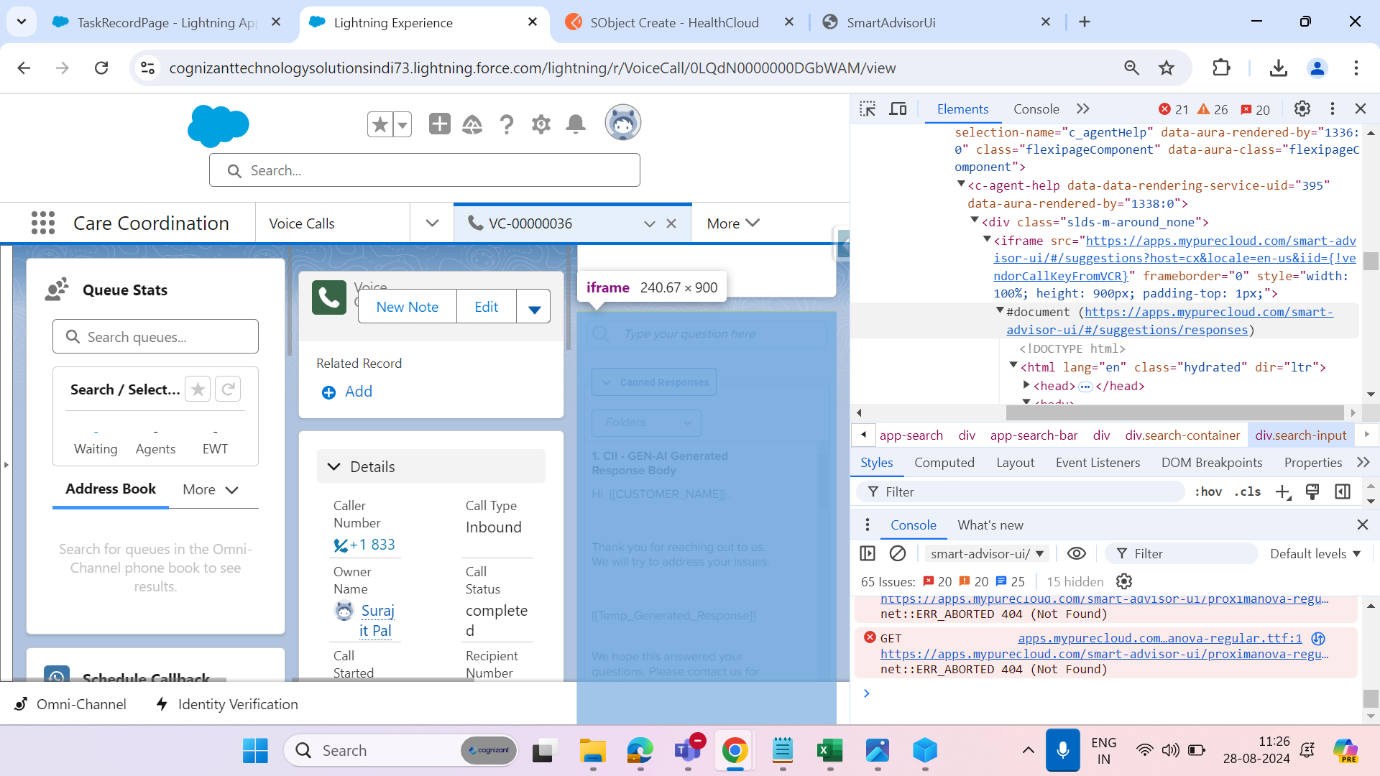 TaskRecordPage - Lightning Ap
Lightning Experience
SObject Create - HealthCloud
SmartAdvisorUi
cognizanttechnologysolutionsindi73.lightning.force.com/lightning/r/VoiceCall/0LQdN0000000DGbWAM/view
Search...
Care Coordination
Voice Calls
VC-00000036
More
Queue Stats
Search queues...
Search / Select...
- - -
Waiting Agents EWT
Address Book More
Search for queues in the Omni-
Channel phone book to see
results.
Schedule Callback
Voice
New Note Edit
Related Record
Add
Details
Caller
Number
+1 833
Call Type
Inbound
Owner
Name
Suraj
it Pal
Call
Status
complete
d
Call
Started
Recipient
Number
iframe 240.67 × 900
Type your question here
Canned Responses
Folders
1. CII - GEN-AI Generated
Response Body
Hi {{CUSTOMER_NAME}} ,
Thank you for reaching out to us.
We will try to address your issues.
{{Temp_Generated_Response}}
We hope this answered your
questions. Please contact us for
Omni-Channel
Identity Verification
Elements Console 21 26 20
selection-name="c_agentHelp" data-aura-rendered-by="1336:
0" class="flexipageComponent" data-aura-class="flexipageC
omponent">
<c-agent-help data-data-rendering-service-uid="395"
data-aura-rendered-by="1338:0">
<div class="slds-m-around_none">
<iframe src="https://apps.mypurecloud.com/smart-adv
isor-ui/#/suggestions?host=cx&locale=en-us&iid={!ve
ndorCallKeyFromVCR}" frameborder="0" style="width:
100%; height: 900px; padding-top: 1px;">
#document (https://apps.mypurecloud.com/smart-
advisor-ui/#/suggestions/responses)
<!DOCTYPE html>
<html lang="en" class="hydrated" dir="ltr">
<head> ⋯ </head>
<body>
app-search div app-search-bar div div.search-container div.search-input
Styles Computed Layout Event Listeners DOM Breakpoints Properties
Filter :hov .cls
Console What's new
smart-advisor-ui/ Filter Default levels
65 Issues: 20 20 25 15 hidden
https://apps.mypurecloud.com/smart-advisor-ui/proximanova-regu…
net::ERR_ABORTED 404 (Not Found)
GET apps.mypurecloud.com…anova-regular.ttf:1
https://apps.mypurecloud.com/smart-advisor-ui/proximanova-regu…
net::ERR_ABORTED 404 (Not Found)
Search
cognizant
ENG
IN
11:26
28-08-2024
PRE